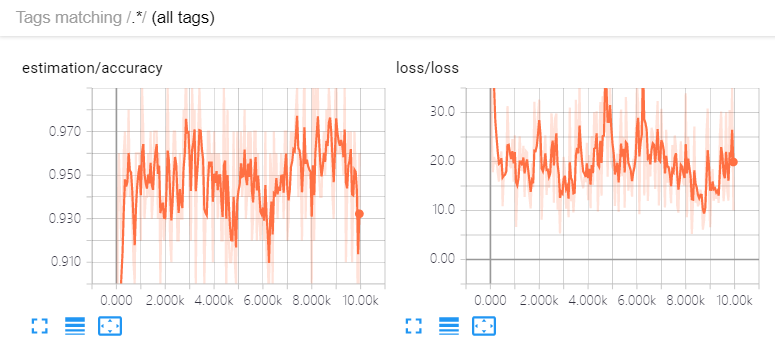 Tags matching /.*/ (all tags)
estimation/accuracy
0.970
0.950
0.930
0.910
0.000 2.000k 4.000k 6.000k 8.000k 10.00k
loss/loss
30.0
20.0
10.0
0.00
0.000 2.000k 4.000k 6.000k 8.000k 10.00k